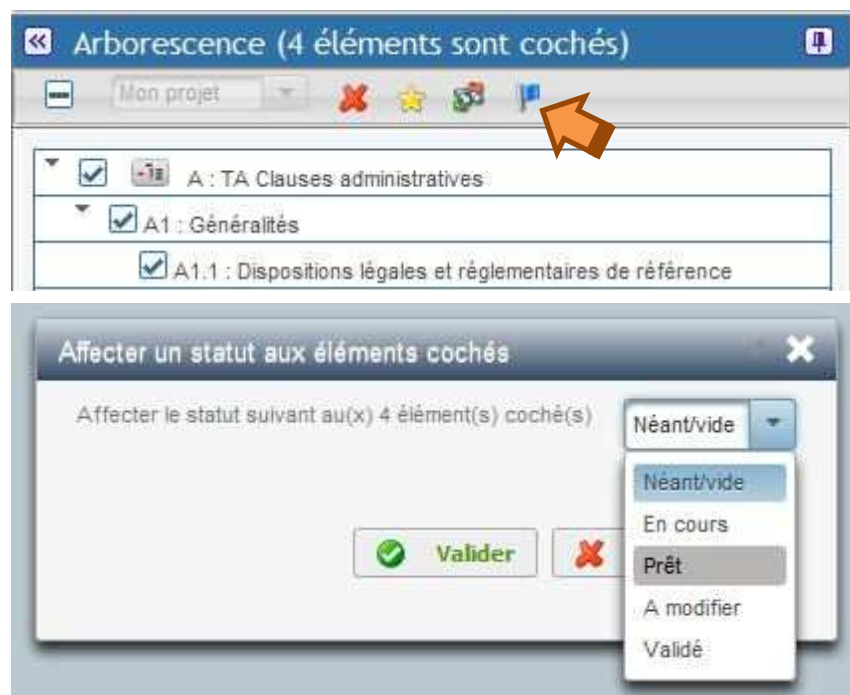 Arborescence (4 éléments sont cochés)
Mon projet
A : TA Clauses administratives
A1 : Généralités
A1.1 : Dispositions légales et réglementaires de référence
Affecter un statut aux éléments cochés
Affecter le statut suivant au(x) 4 élément(s) coché(s)
Néant/vide
Néant/vide
En cours
Valider
Prêt
A modifier
Validé